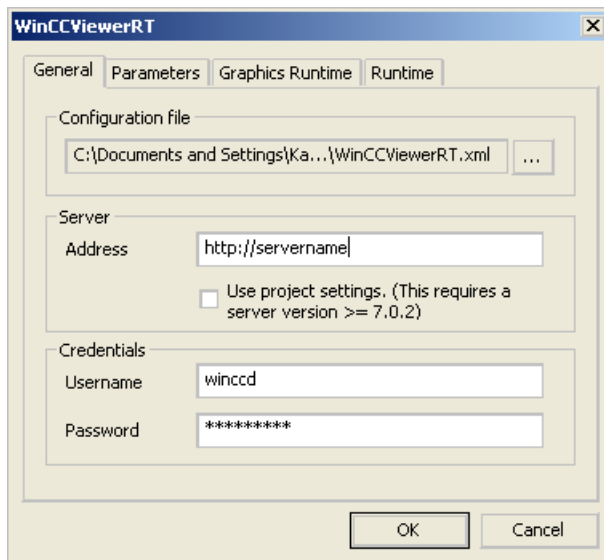 WinCCViewerRT
General Parameters Graphics Runtime Runtime
Configuration file
C:\Documents and Settings\Ka...\WinCCViewerRT.xml ...
Server
Address http://servername
Use project settings. (This requires a
server version >= 7.0.2)
Credentials
Username winccd
Password *********
OK Cancel